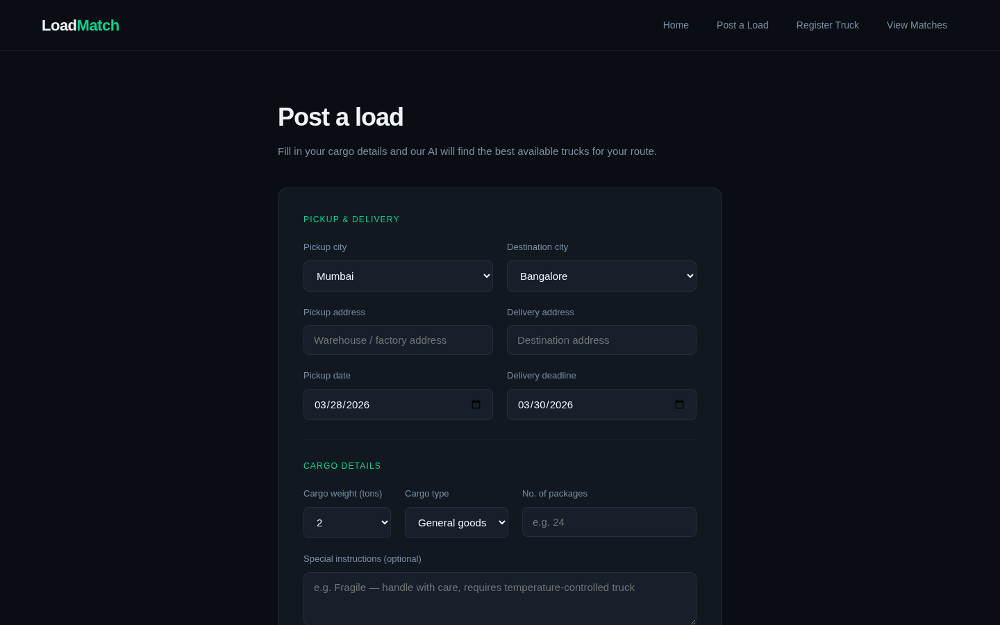 LoadMatch
Home Post a Load Register Truck View Matches
Post a load
Fill in your cargo details and our AI will find the best available trucks for your route.
PICKUP & DELIVERY
Pickup city Destination city
Mumbai Bangalore
Pickup address Delivery address
Warehouse / factory address Destination address
Pickup date Delivery deadline
03/28/2026 03/30/2026
CARGO DETAILS
Cargo weight (tons) Cargo type No. of packages
2 General goods e.g. 24
Special instructions (optional)
e.g. Fragile — handle with care, requires temperature-controlled truck